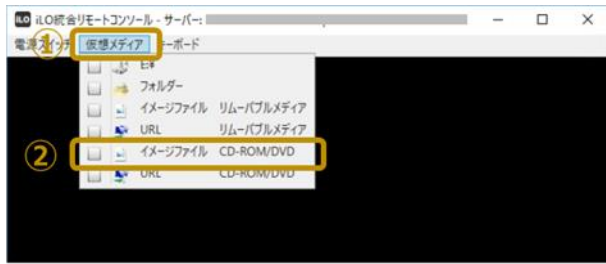 iLO iLO統合リモートコンソール - サーバー:
電源スイッチ 仮想メディア キーボード
①
E:¥
フォルダー
イメージファイル リムーバブルメディア
URL リムーバブルメディア
② イメージファイル CD-ROM/DVD
URL CD-ROM/DVD